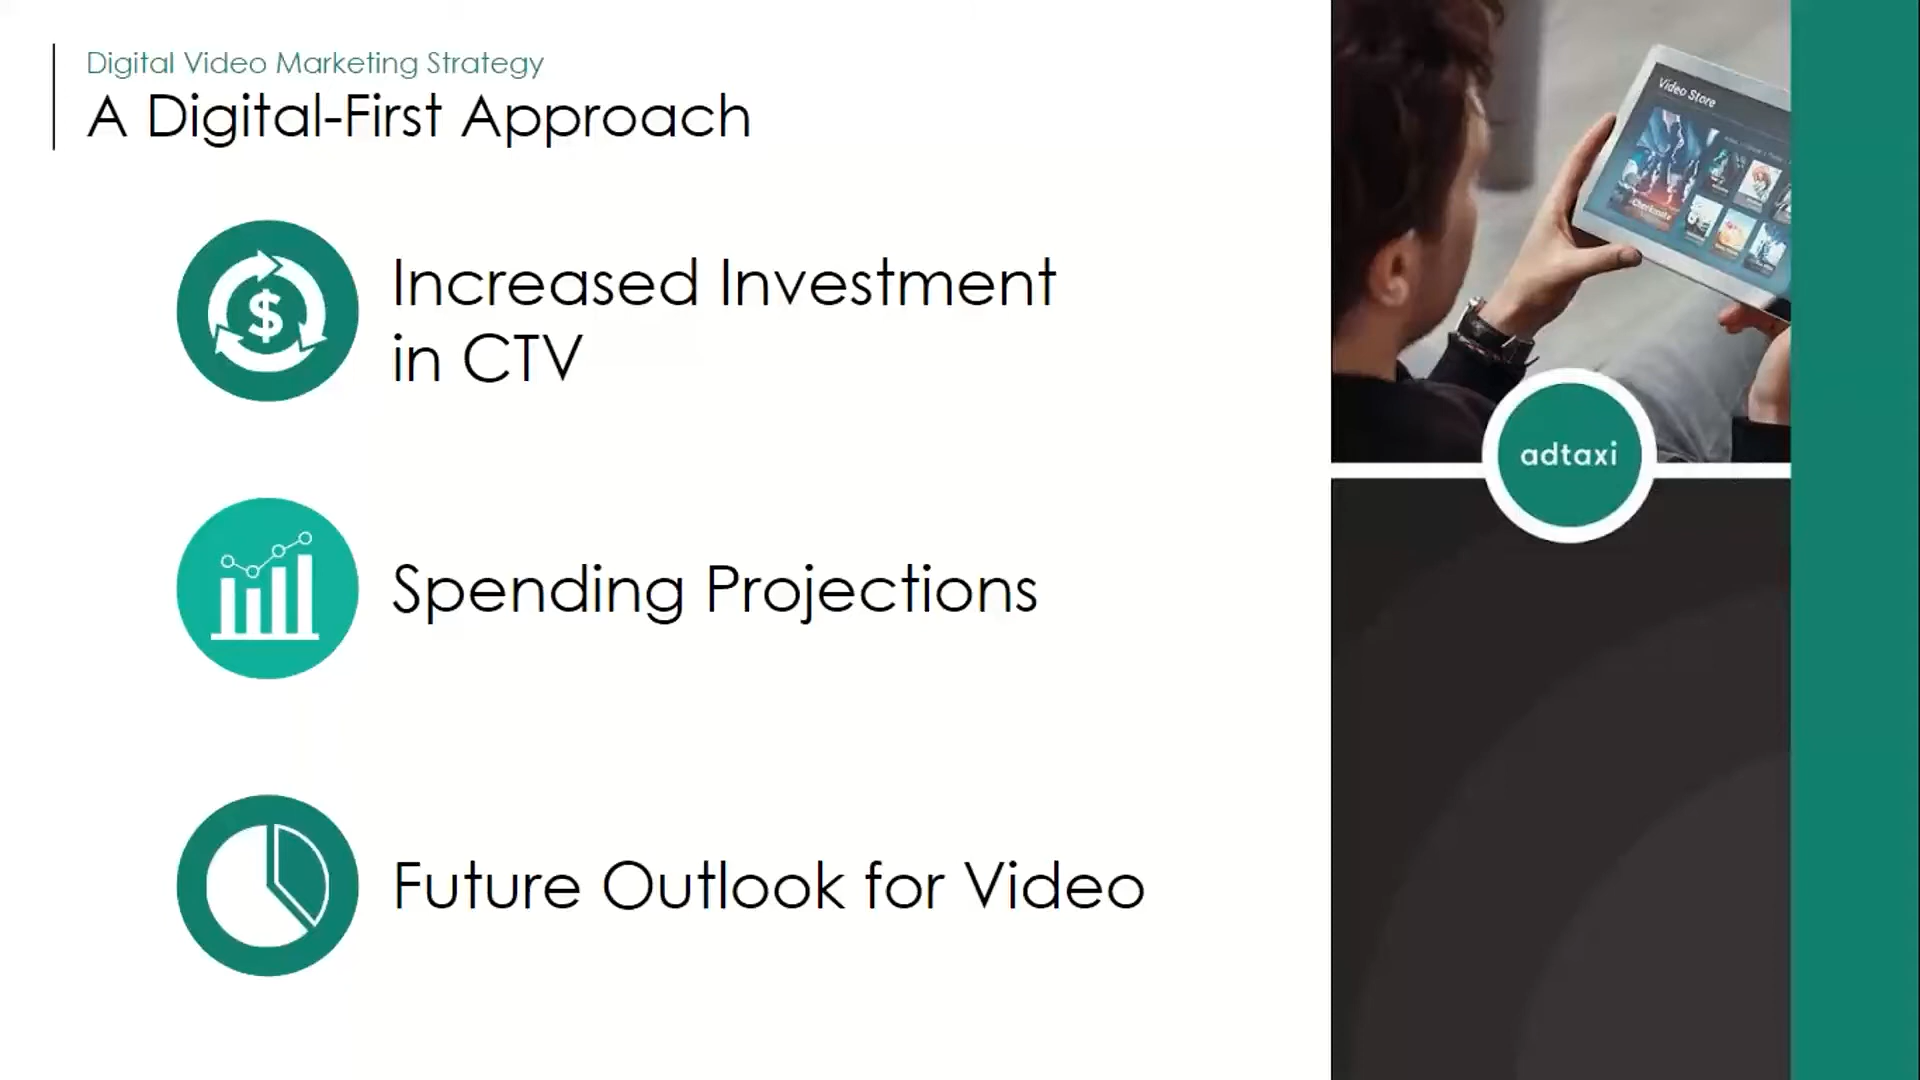 Digital Video Marketing Strategy
A Digital-First Approach
Increased Investment
in CTV
Spending Projections
Future Outlook for Video
Video Store
adtaxi